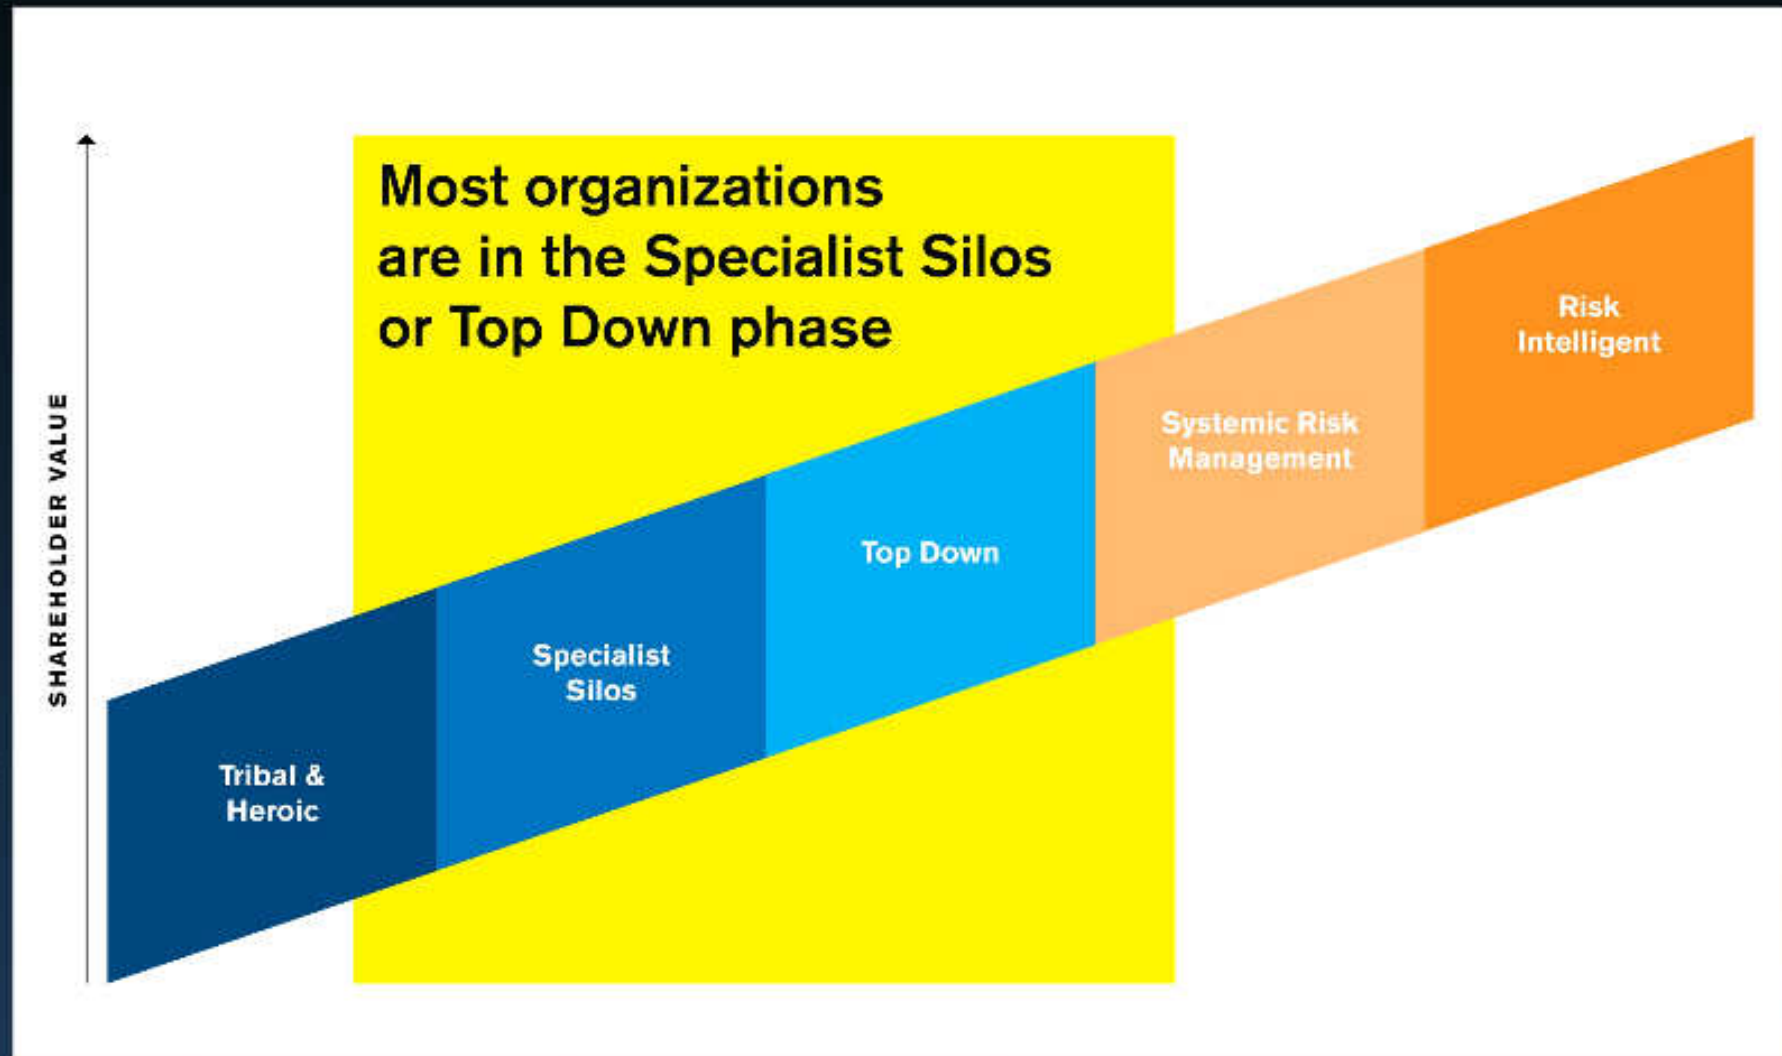 Most organizations
are in the Specialist Silos
or Top Down phase
SHAREHOLDER VALUE
Tribal &
Heroic
Specialist
Silos
Top Down
Systemic Risk
Management
Risk
Intelligent